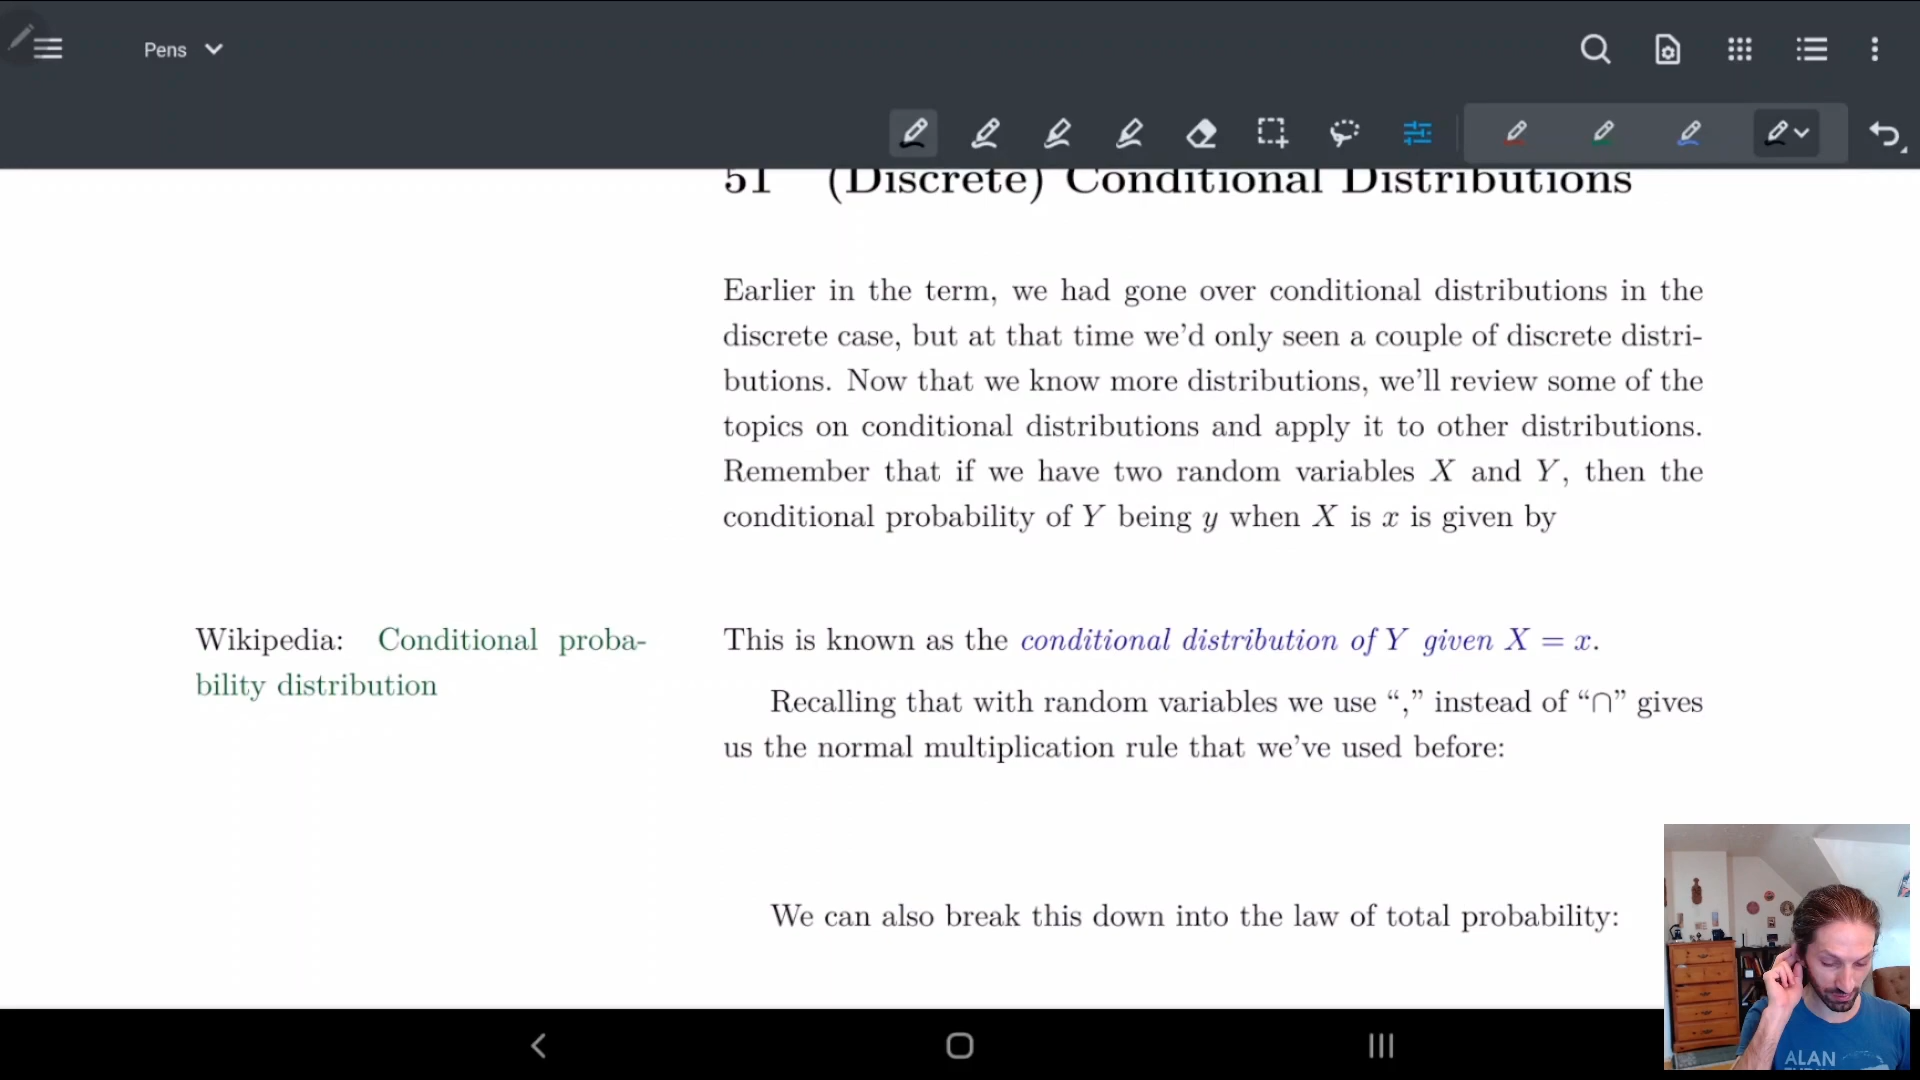 Pens
51 (Discrete) Conditional Distributions
Earlier in the term, we had gone over conditional distributions in the
discrete case, but at that time we’d only seen a couple of discrete distri-
butions. Now that we know more distributions, we’ll review some of the
topics on conditional distributions and apply it to other distributions.
Remember that if we have two random variables X and Y, then the
conditional probability of Y being y when X is x is given by
Wikipedia: Conditional proba-
bility distribution
This is known as the conditional distribution of Y given X = x.
Recalling that with random variables we use “,” instead of “∩” gives
us the normal multiplication rule that we’ve used before:
We can also break this down into the law of total probability:
ALAN